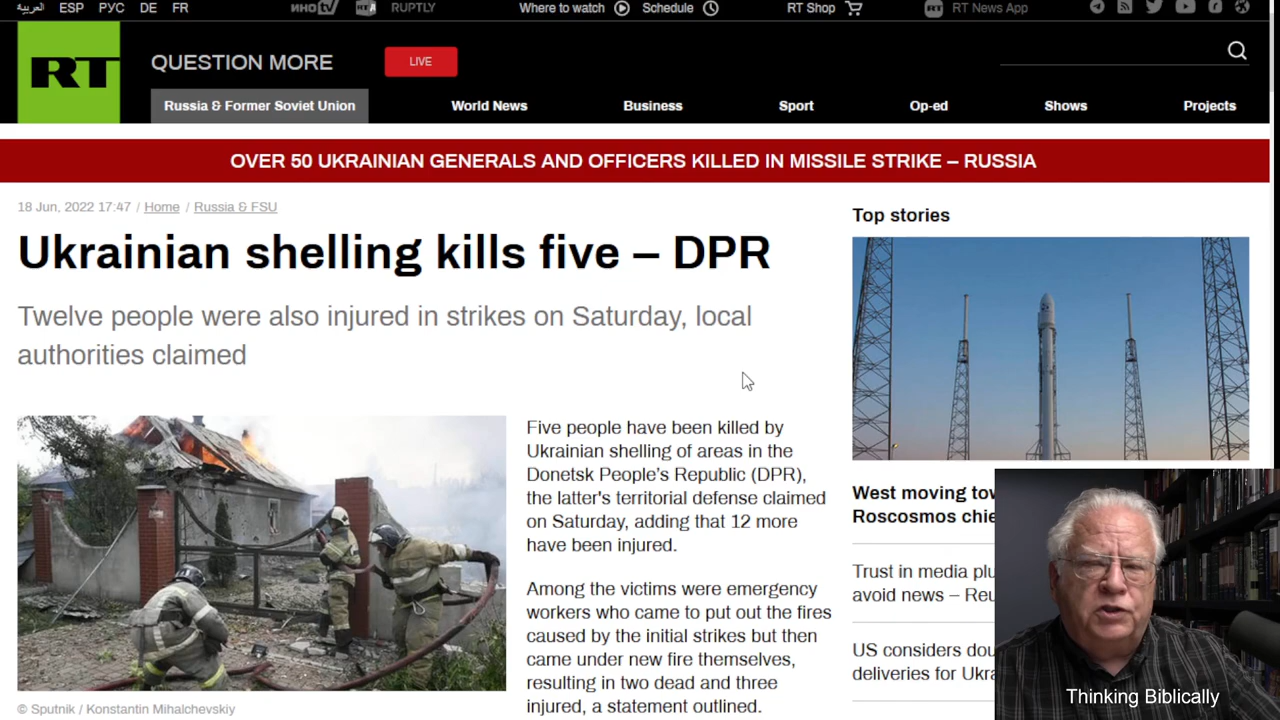 العربية ESP РУС DE FR ИНОTV RTД RUPTLY Where to watch Schedule RT Shop RT News App
RT QUESTION MORE LIVE
Russia & Former Soviet Union World News Business Sport Op-ed Shows Projects
OVER 50 UKRAINIAN GENERALS AND OFFICERS KILLED IN MISSILE STRIKE – RUSSIA
18 Jun, 2022 17:47 / Home / Russia & FSU
Ukrainian shelling kills five – DPR
Twelve people were also injured in strikes on Saturday, local
authorities claimed
© Sputnik / Konstantin Mihalchevskiy
Five people have been killed by
Ukrainian shelling of areas in the
Donetsk People's Republic (DPR),
the latter's territorial defense claimed
on Saturday, adding that 12 more
have been injured.
Among the victims were emergency
workers who came to put out the fires
caused by the initial strikes but then
came under new fire themselves,
resulting in two dead and three
injured, a statement outlined.
Top stories
West moving tow
Roscosmos chie
Trust in media plu
avoid news – Reu
US considers dou
deliveries for Ukra
Thinking Biblically